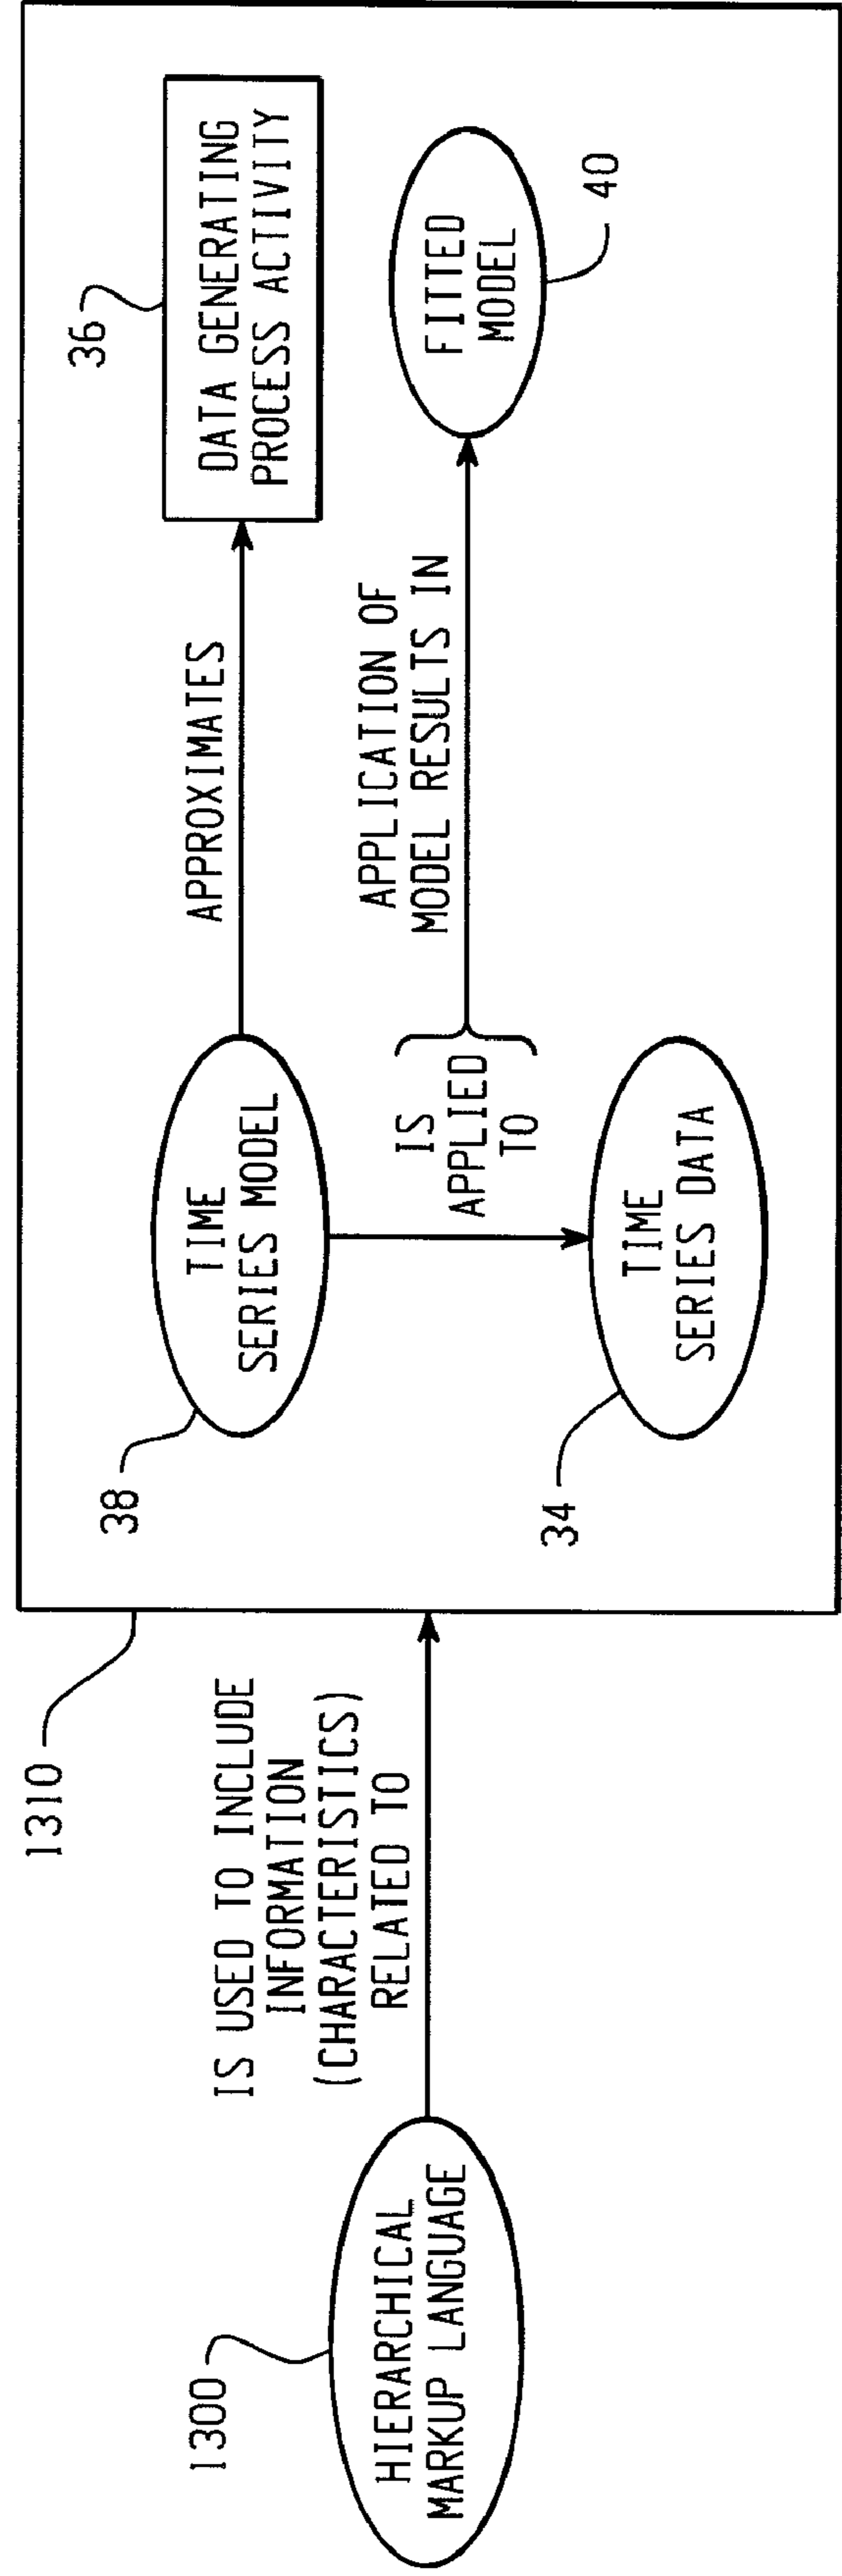 1300
HIERARCHICAL
MARKUP LANGUAGE
IS USED TO INCLUDE
INFORMATION
(CHARACTERISTICS)
RELATED TO
1310
38
TIME
SERIES MODEL
APPROXIMATES
36
DATA GENERATING
PROCESS ACTIVITY
IS
APPLIED
TO
APPLICATION OF
MODEL RESULTS IN
FITTED
MODEL
40
34
TIME
SERIES DATA